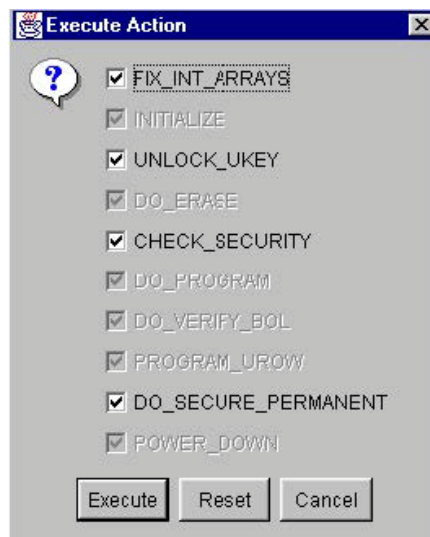 Execute Action
FIX_INT_ARRAYS
INITIALIZE
UNLOCK_UKEY
DO_ERASE
CHECK_SECURITY
DO_PROGRAM
DO_VERIFY_BOL
PROGRAM_UROW
DO_SECURE_PERMANENT
POWER_DOWN
Execute Reset Cancel